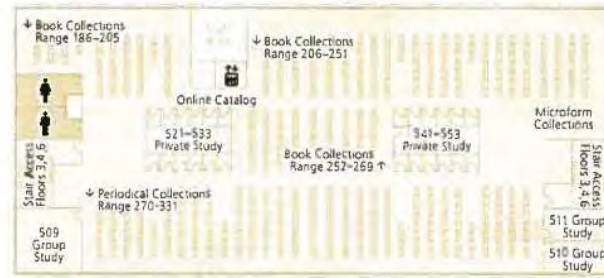 ↓ Book Collections
Range 186–205
↓ Book Collections
Range 206–251
Online Catalog
521–533
Private Study
Book Collections
Range 252–269 ↑
541–553
Private Study
Microform
Collections
Stair Access
Floors 3,4,6
Stair Access
Floors 3,4,6
↓ Periodical Collections
Range 270-331
509
Group
Study
511 Group
Study
510 Group
Study